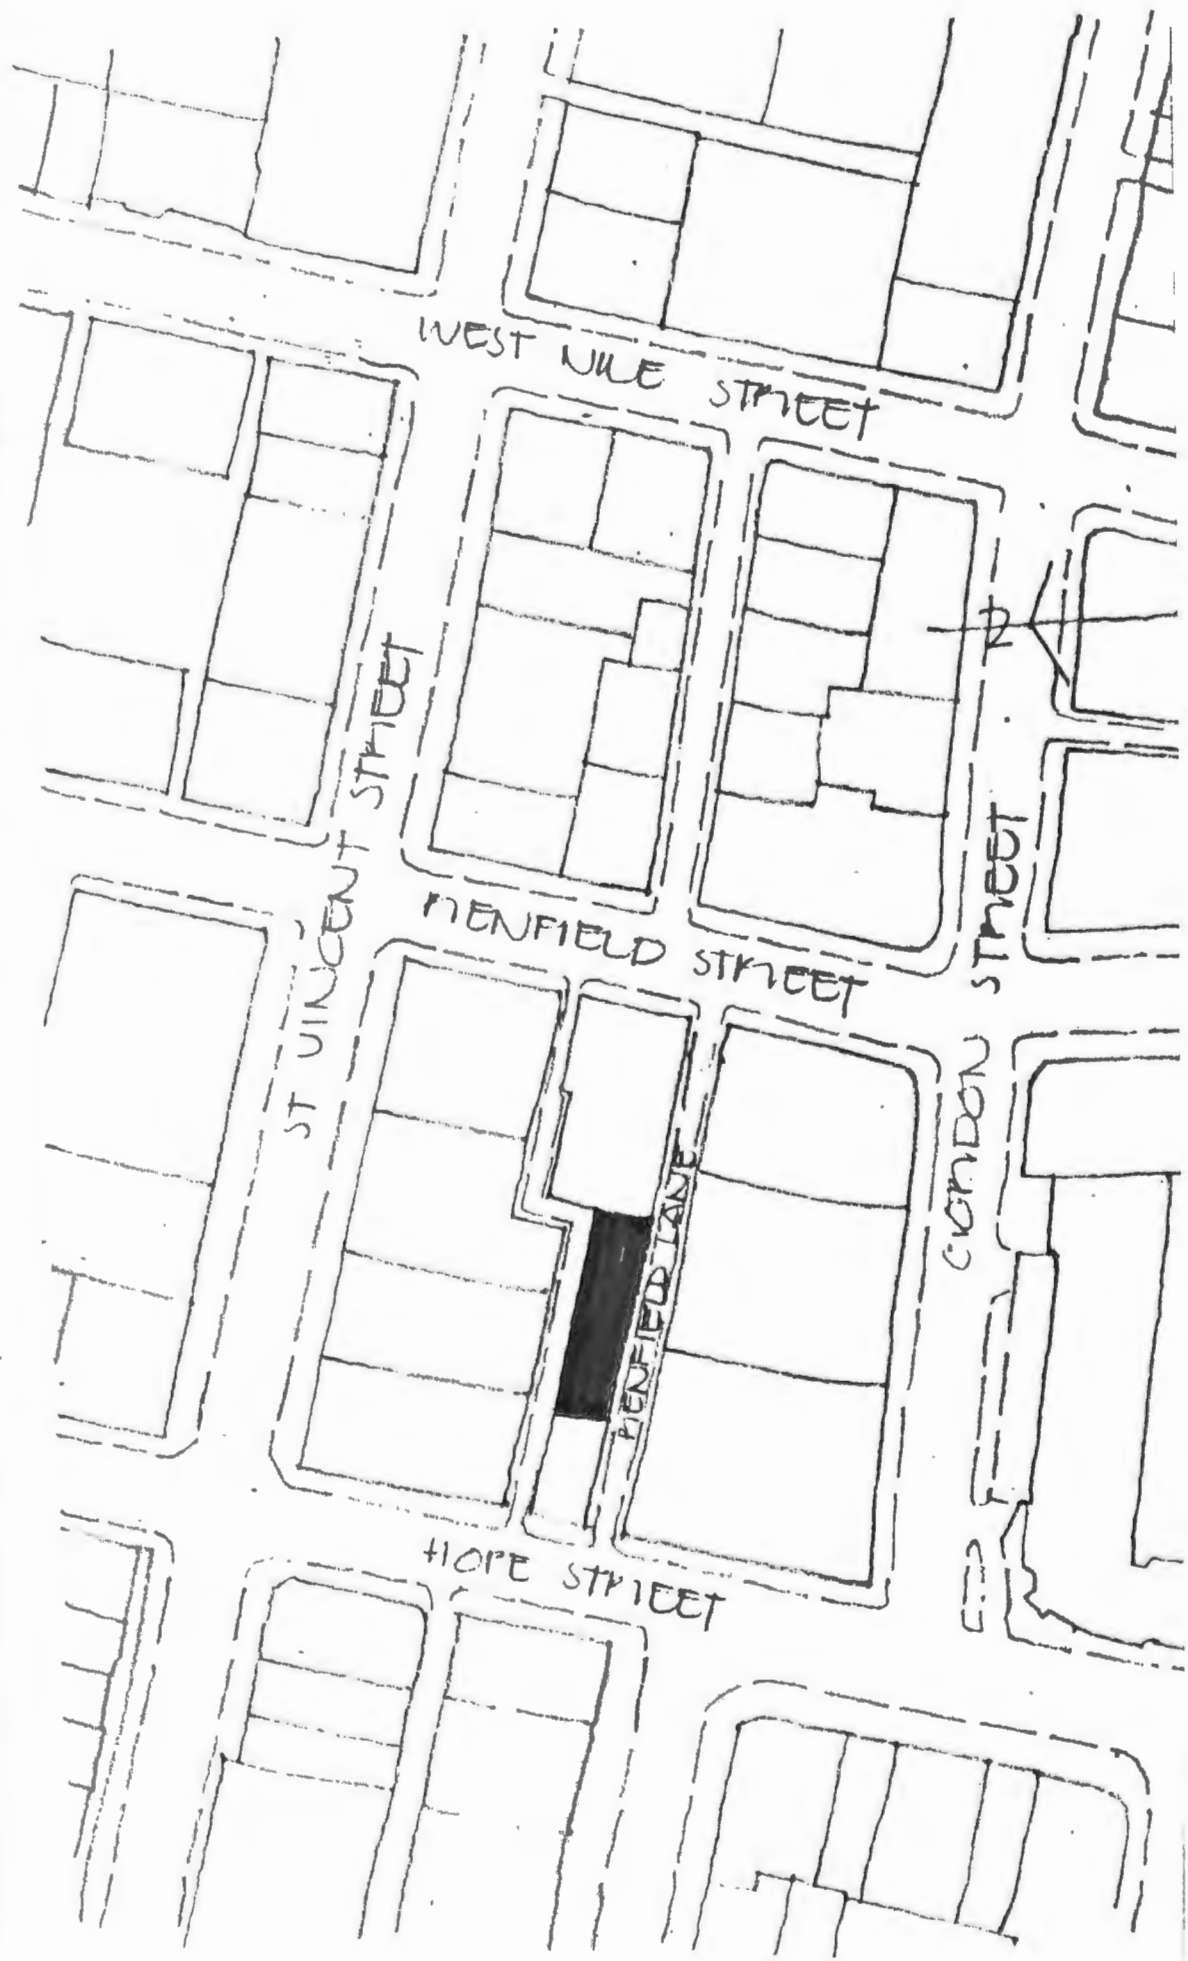 WEST NILE STREET
ST VINCENT STREET
RENFIELD STREET
GORDON STREET
RENFIELD LANE
HOPE STREET
N